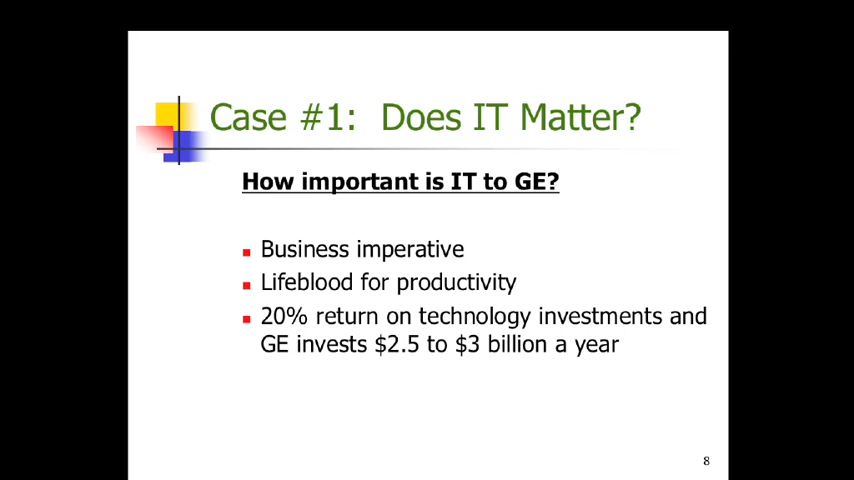 Case #1: Does IT Matter?
How important is IT to GE?
Business imperative
Lifeblood for productivity
20% return on technology investments and
GE invests $2.5 to $3 billion a year
8